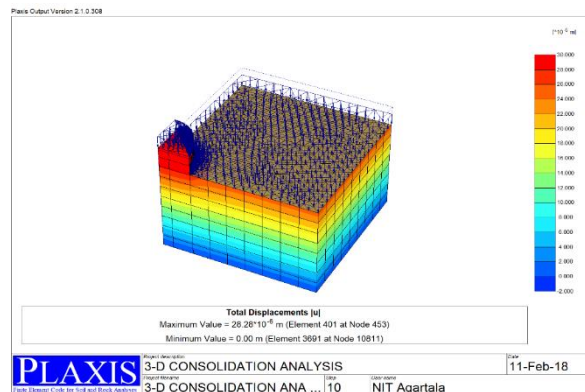 Plaxis Output Version 2.1.0.308
[*10⁻⁶ m]
30.000
28.000
26.000
24.000
22.000
20.000
18.000
16.000
14.000
12.000
10.000
8.000
6.000
4.000
2.000
0.000
-2.000
Total Displacements |u|
Maximum Value = 28.28*10⁻⁶ m (Element 401 at Node 453)
Minimum Value = 0.00 m (Element 3691 at Node 10811)
PLAXIS
Finite Element Code for Soil and Rock Analyses
Project description
3-D CONSOLIDATION ANALYSIS
Date
11-Feb-18
Project filename
3-D CONSOLIDATION ANA ...
Step
10
User name
NIT Agartala